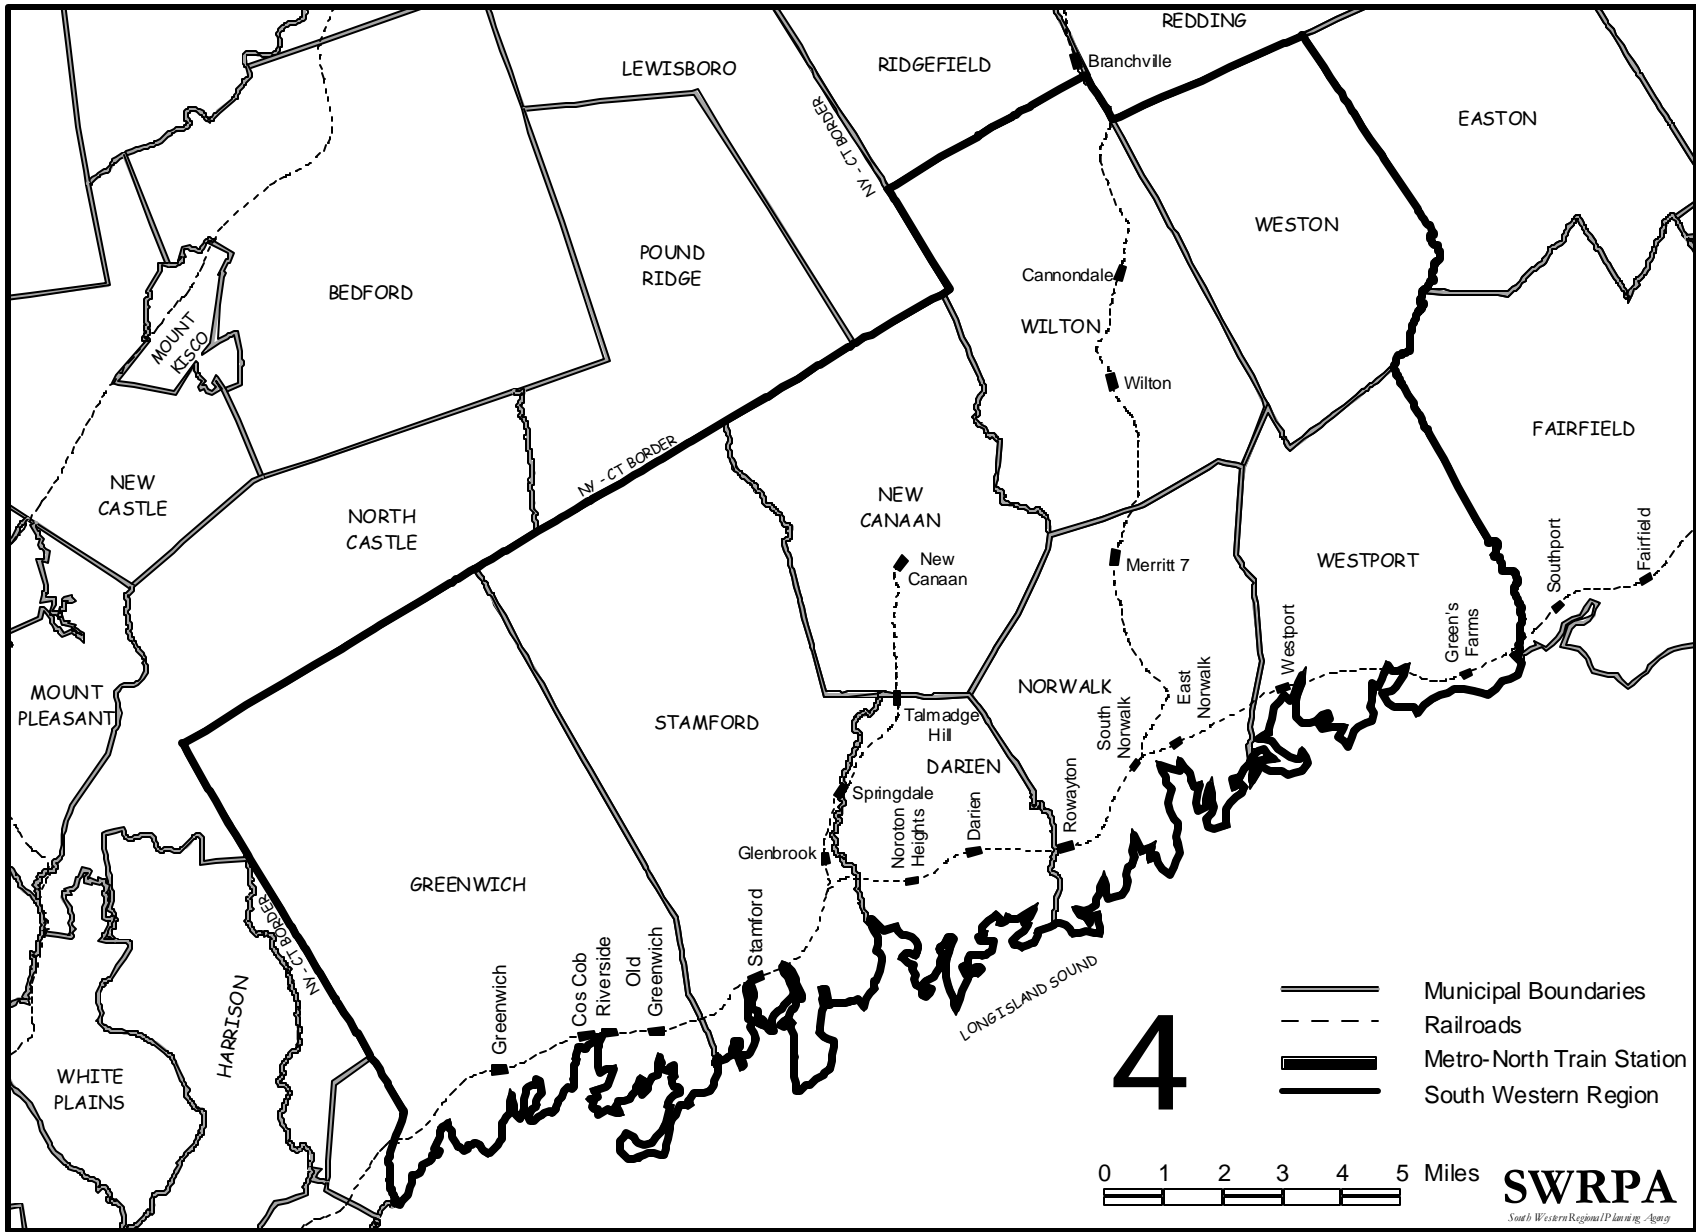 REDDING
LEWISBORO
RIDGEFIELD
Branchville
NY - CT BORDER
EASTON
WESTON
POUND
RIDGE
BEDFORD
Cannondale
WILTON
MOUNT
KISCO
Wilton
FAIRFIELD
NY - CT BORDER
NEW
CASTLE
NEW
CANAAN
NORTH
CASTLE
New
Canaan
Merritt 7
WESTPORT
Southport
Fairfield
Westport
Green's
Farms
MOUNT
PLEASANT
STAMFORD
NORWALK
East
Norwalk
South
Norwalk
Talmadge
Hill
DARIEN
Springdale
Rowayton
Darien
Noroton
Heights
Glenbrook
GREENWICH
Stamford
NY - CT BORDER
Greenwich
Cos Cob
Riverside
Old
Greenwich
LONG ISLAND SOUND
HARRISON
WHITE
PLAINS
4
Municipal Boundaries
Railroads
Metro-North Train Station
South Western Region
0 1 2 3 4 5 Miles
SWRPA
South Western Regional Planning Agency